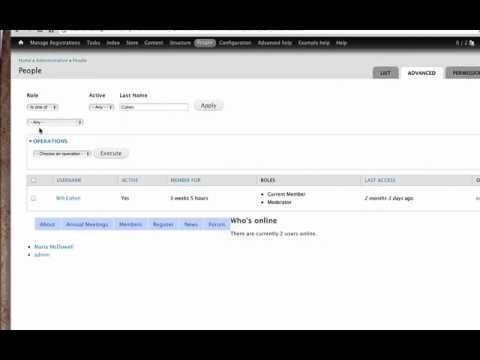 Manage Registrations Tasks Index Store Content Structure People Configuration Advanced help Example help Help
Home » Administration » People
People
LIST ADVANCED PERMISSION
Role Active Last Name
Is one of - Any - Cohen Apply
- Any -
OPERATIONS
- Choose an operation - Execute
USERNAME ACTIVE MEMBER FOR ROLES LAST ACCESS O
Will Cohen Yes 3 weeks 5 hours Current Member 2 months 3 days ago
Moderator
About Annual Meetings Members Register News Forum Who's online
There are currently 2 users online.
Maria McDowell
admin